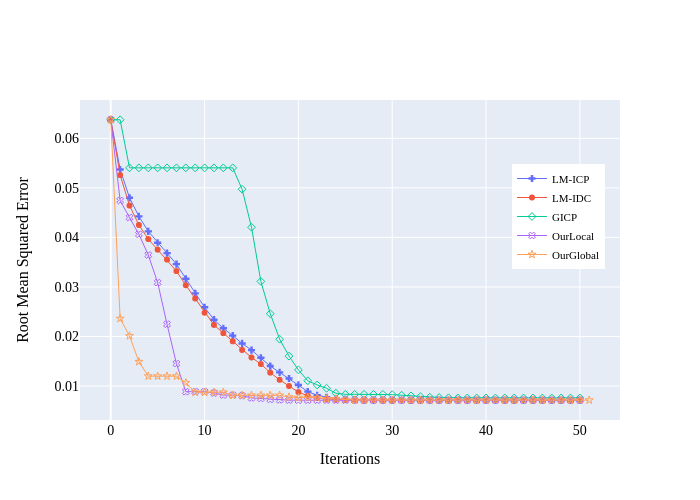 0.06
0.05
0.04
0.03
0.02
0.01
Root Mean Squared Error
0
10
20
30
40
50
Iterations
LM-ICP
LM-IDC
GICP
OurLocal
OurGlobal